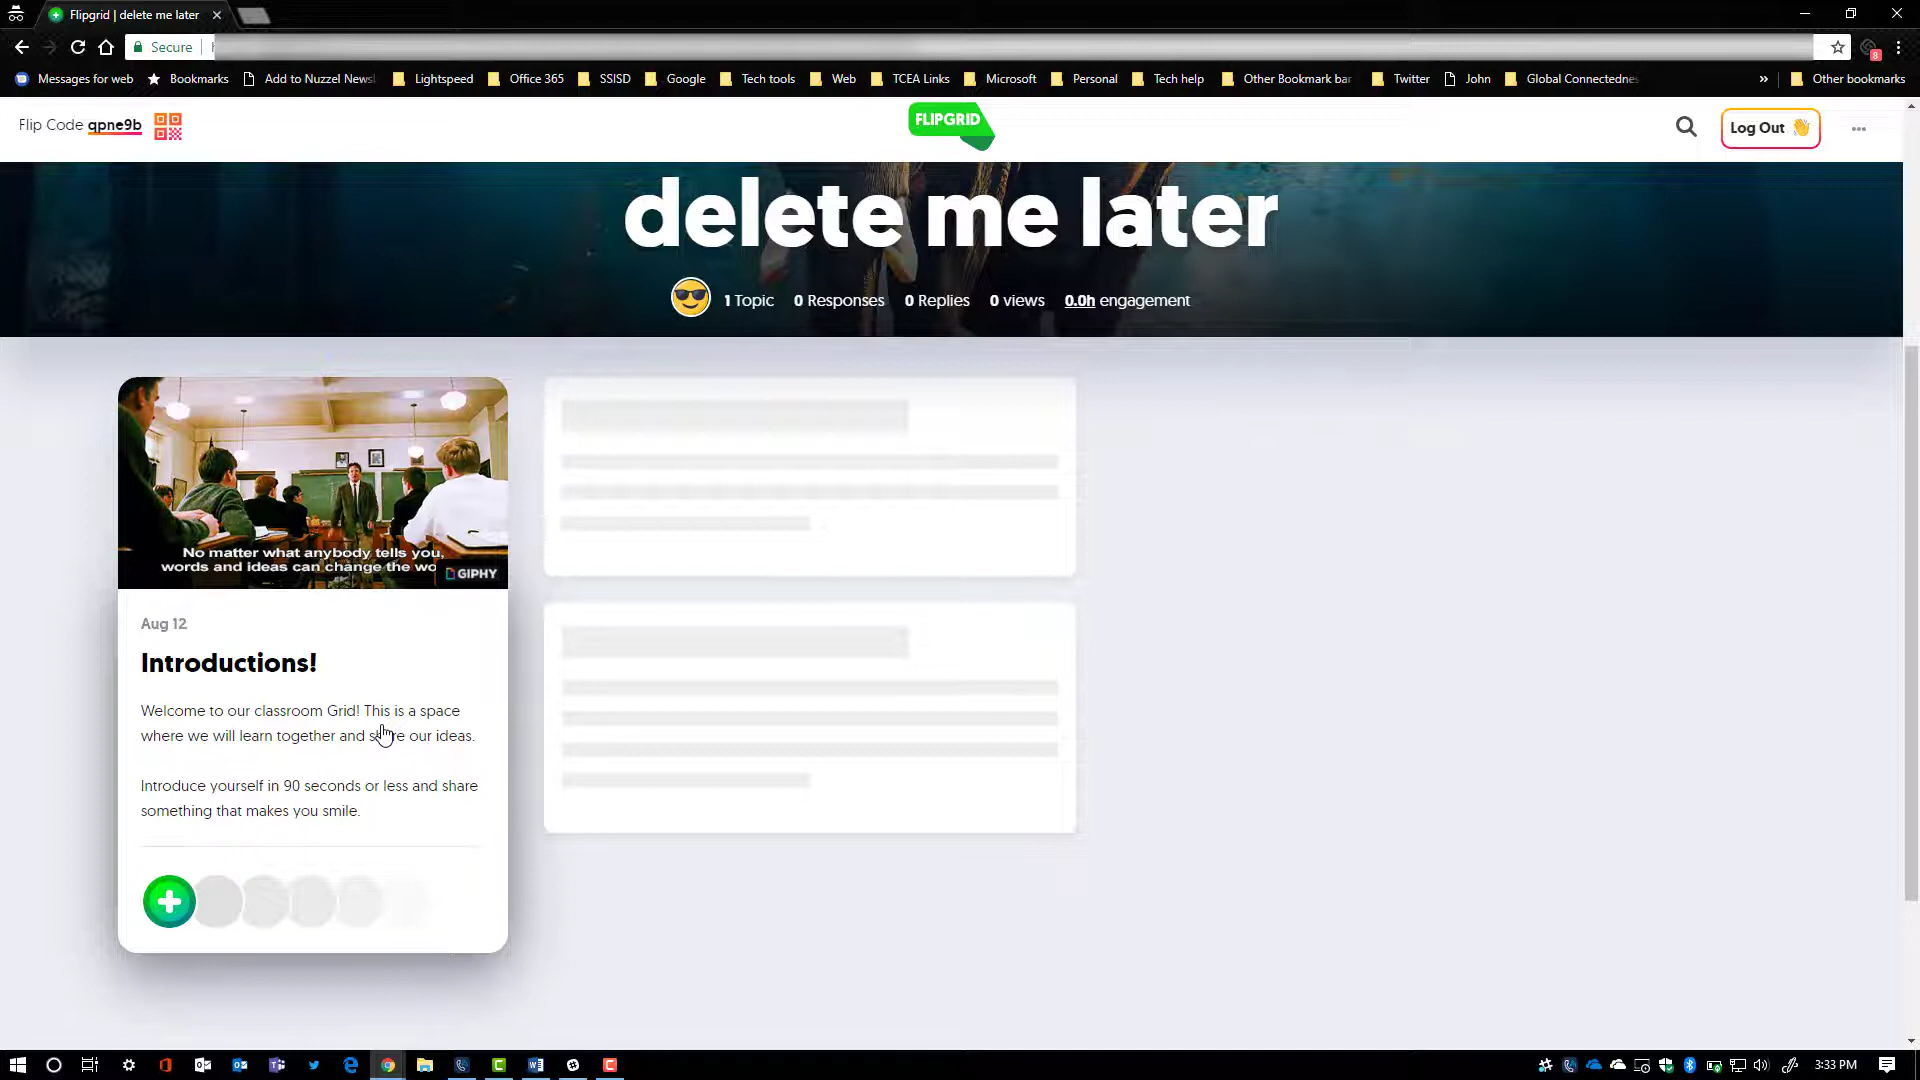 Flipgrid | delete me later
Secure
Messages for web Bookmarks Add to Nuzzel Newsl Lightspeed Office 365 SSISD Google Tech tools Web TCEA Links Microsoft Personal Tech help Other Bookmark bar Twitter John Global Connectednes » Other bookmarks
Flip Code qpne9b
FLIPGRID
Log Out
delete me later
1 Topic 0 Responses 0 Replies 0 views 0.0h engagement
No matter what anybody tells you,
words and ideas can change the wo
GIPHY
Aug 12
Introductions!
Welcome to our classroom Grid! This is a space
where we will learn together and share our ideas.
Introduce yourself in 90 seconds or less and share
something that makes you smile.
8
3:33 PM